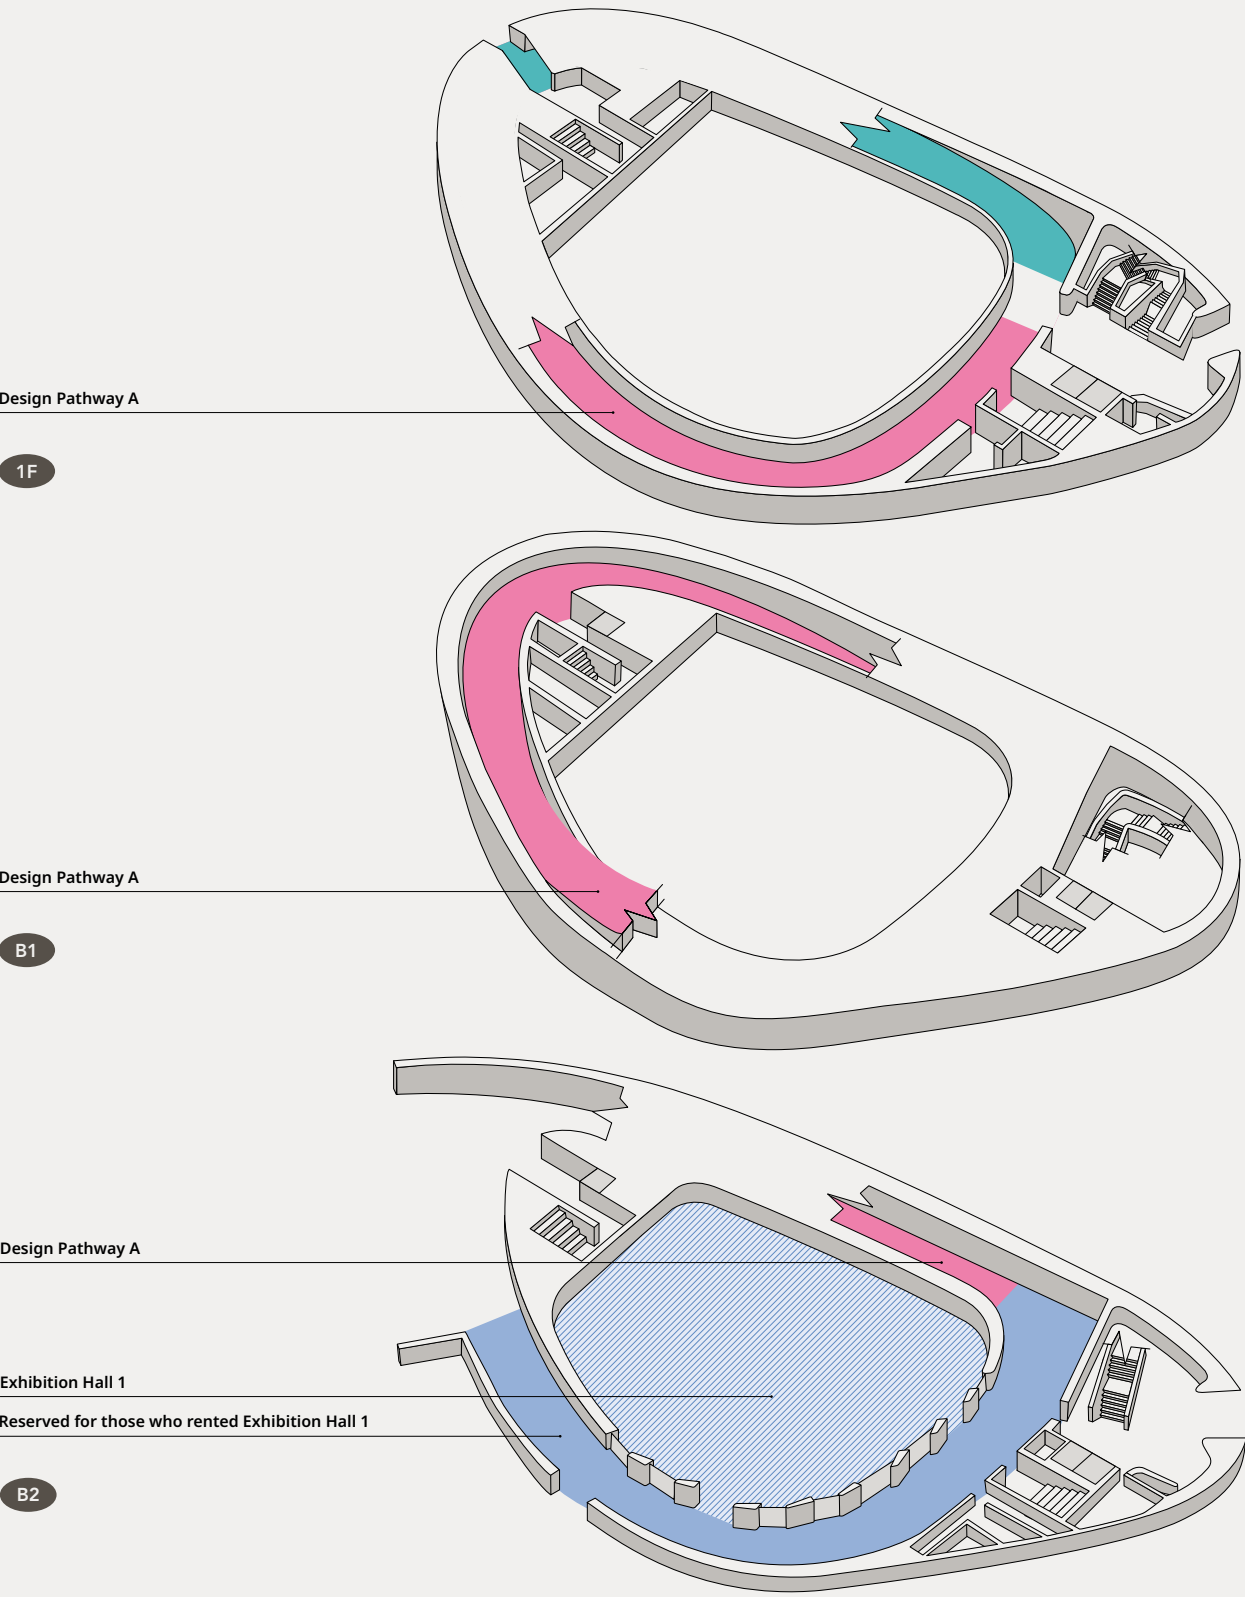 Design Pathway A
1F
Design Pathway A
B1
Design Pathway A
Exhibition Hall 1
Reserved for those who rented Exhibition Hall 1
B2